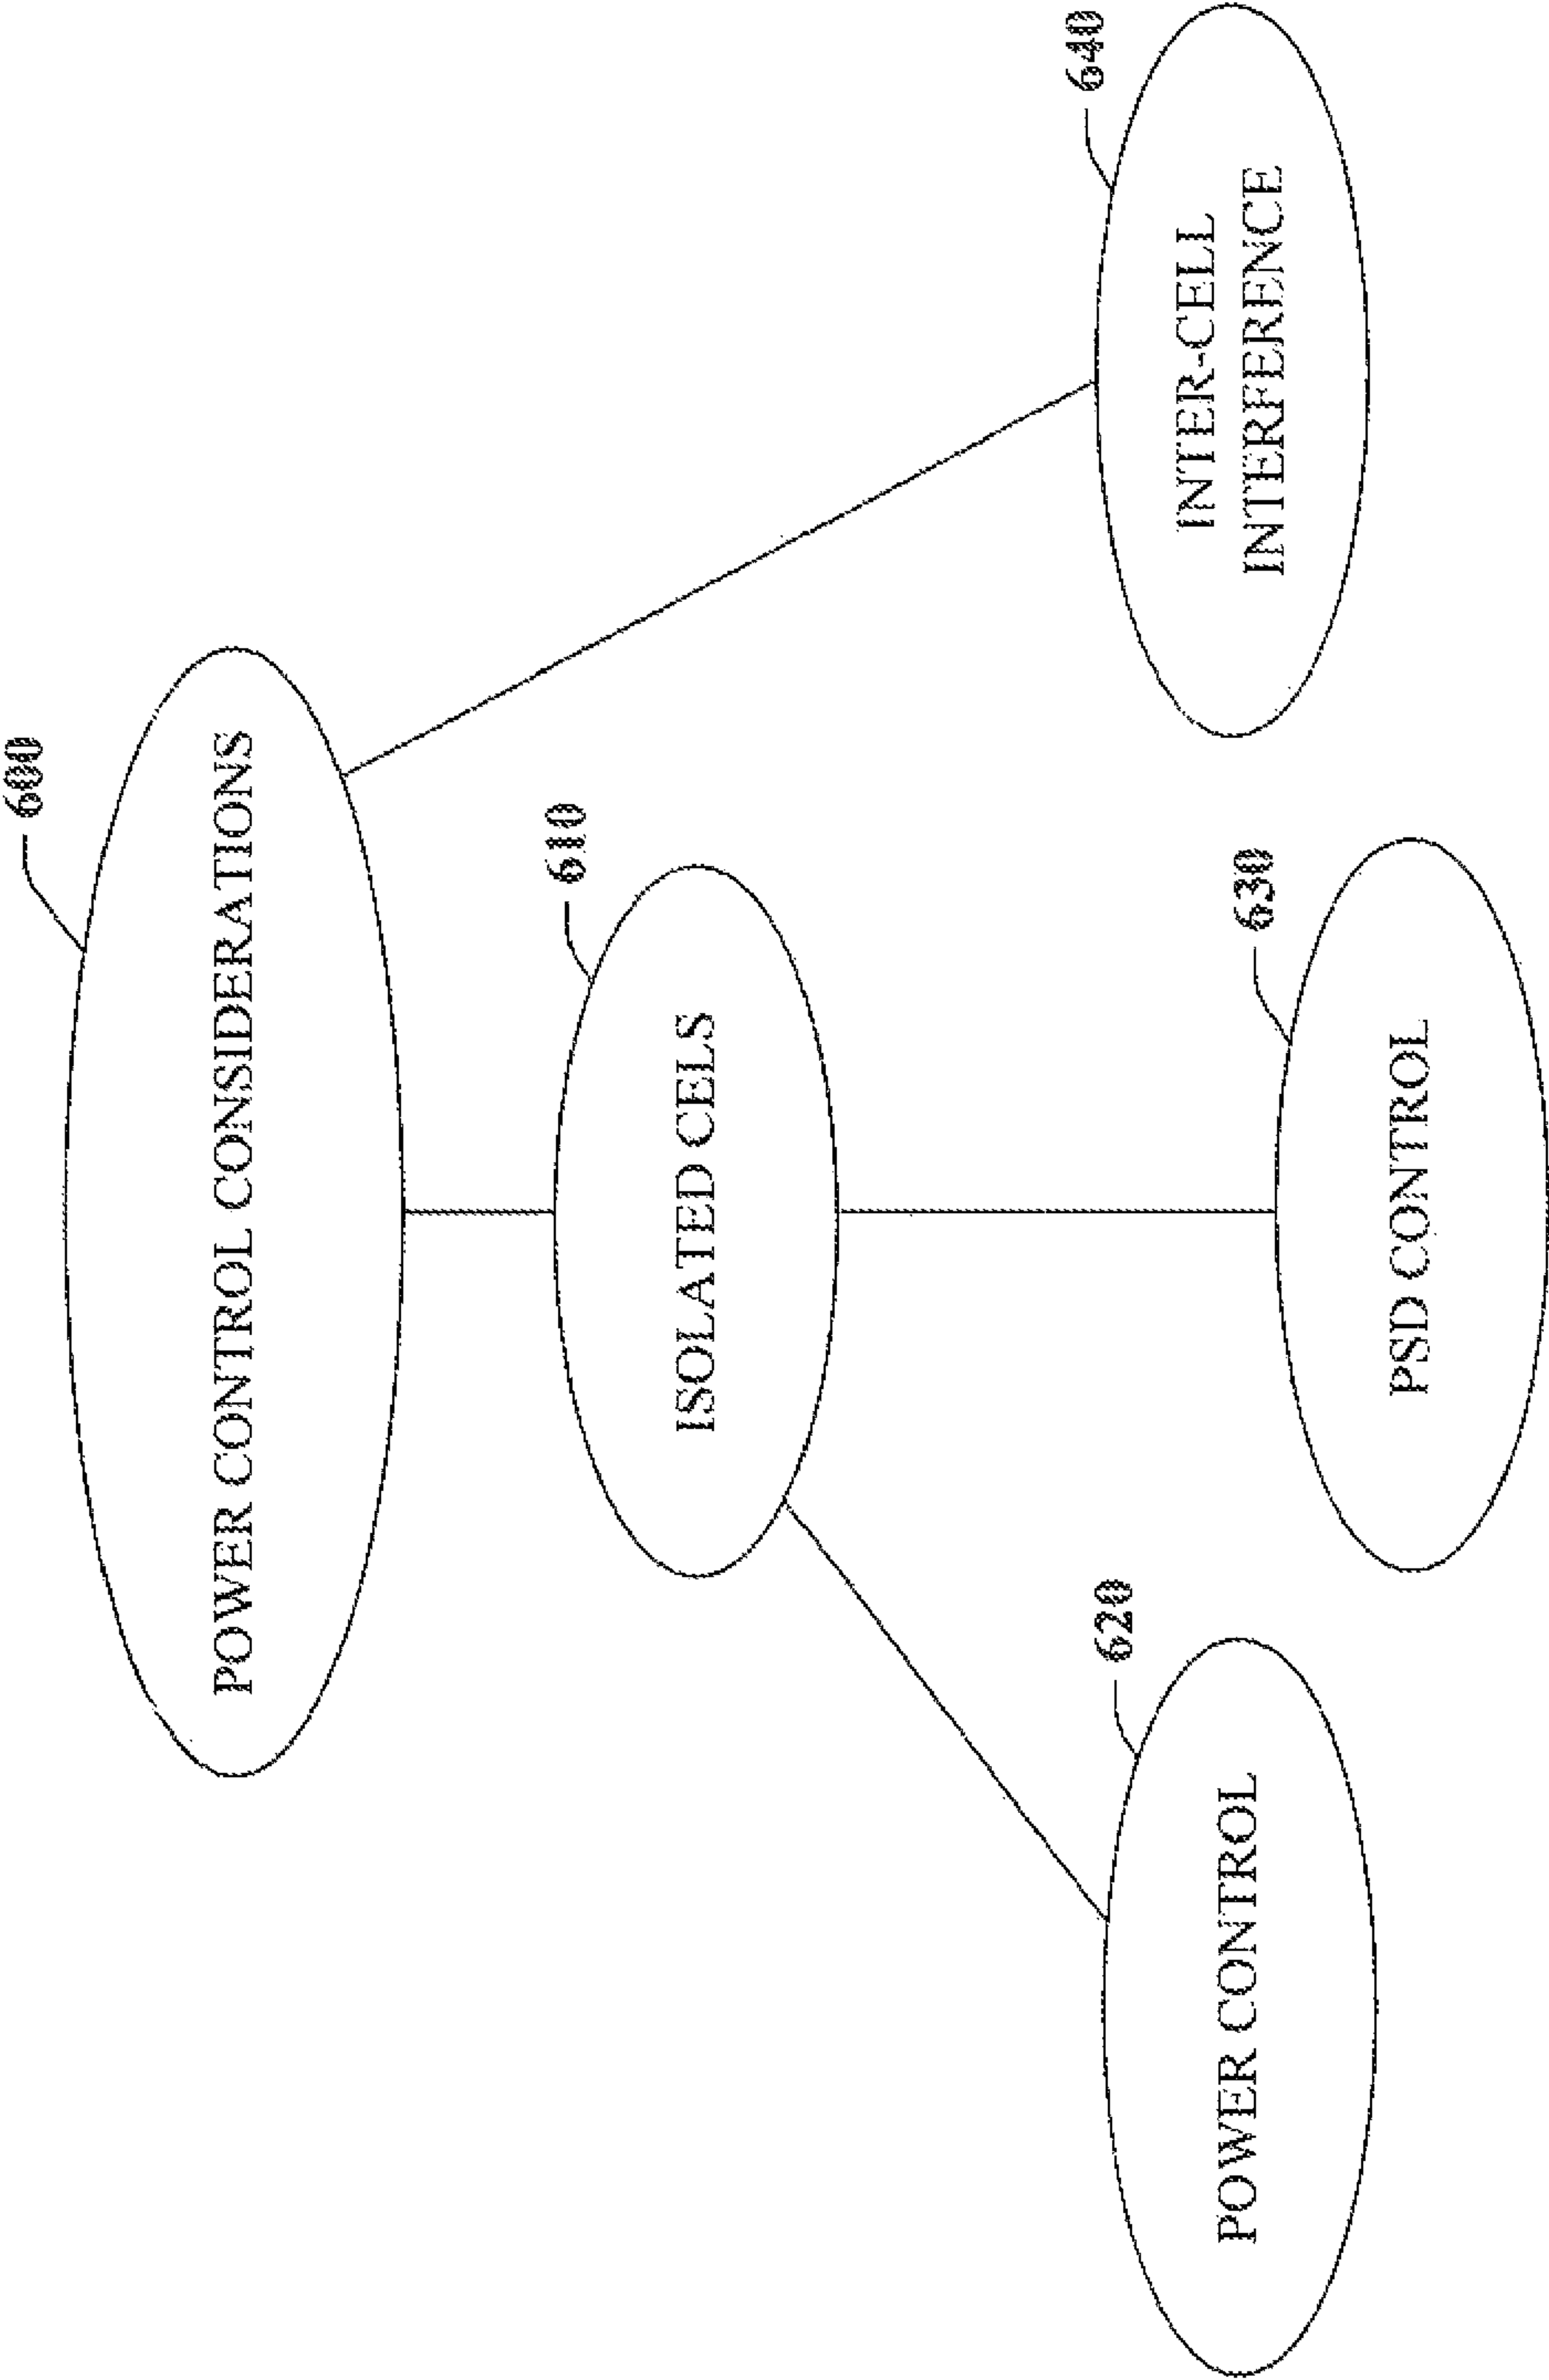 600
POWER CONTROL CONSIDERATIONS
610
ISOLATED CELS
620
POWER CONTROL
630
PSD CONTROL
640
INTER-CELL
INTERFERENCE